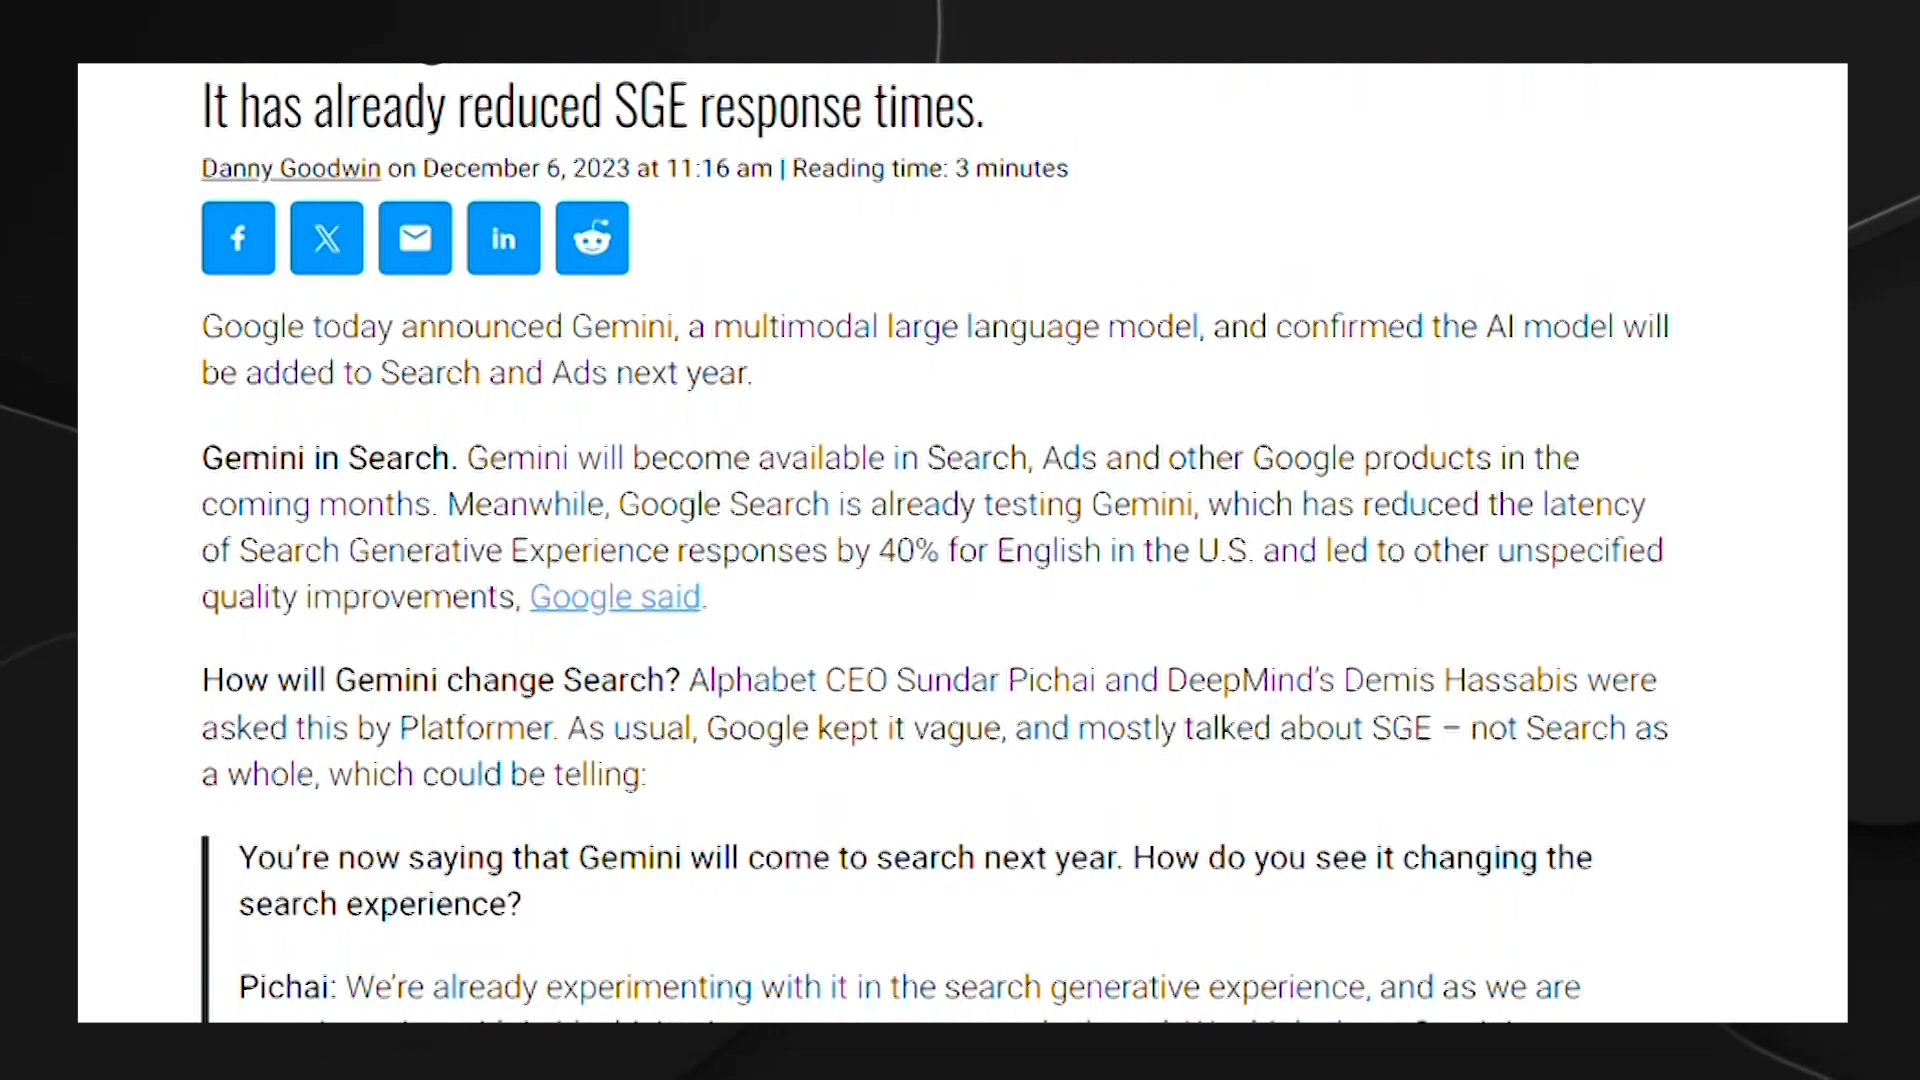 It has already reduced SGE response times.
Danny Goodwin on December 6, 2023 at 11:16 am | Reading time: 3 minutes
Google today announced Gemini, a multimodal large language model, and confirmed the AI model will
be added to Search and Ads next year.
Gemini in Search. Gemini will become available in Search, Ads and other Google products in the
coming months. Meanwhile, Google Search is already testing Gemini, which has reduced the latency
of Search Generative Experience responses by 40% for English in the U.S. and led to other unspecified
quality improvements, Google said.
How will Gemini change Search? Alphabet CEO Sundar Pichai and DeepMind's Demis Hassabis were
asked this by Platformer. As usual, Google kept it vague, and mostly talked about SGE – not Search as
a whole, which could be telling:
You're now saying that Gemini will come to search next year. How do you see it changing the
search experience?
Pichai: We're already experimenting with it in the search generative experience, and as we are